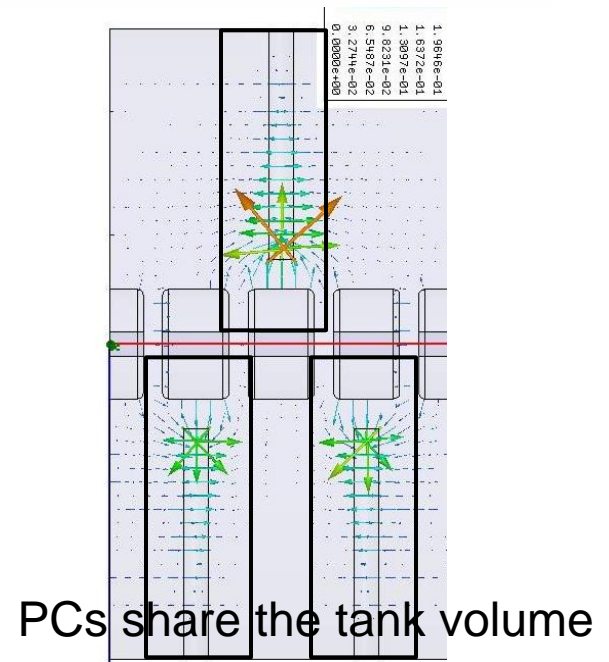 1.9646e-01
1.6372e-01
1.3097e-01
9.8231e-02
6.5487e-02
3.2744e-02
0.0000e+00
PCs share the tank volume